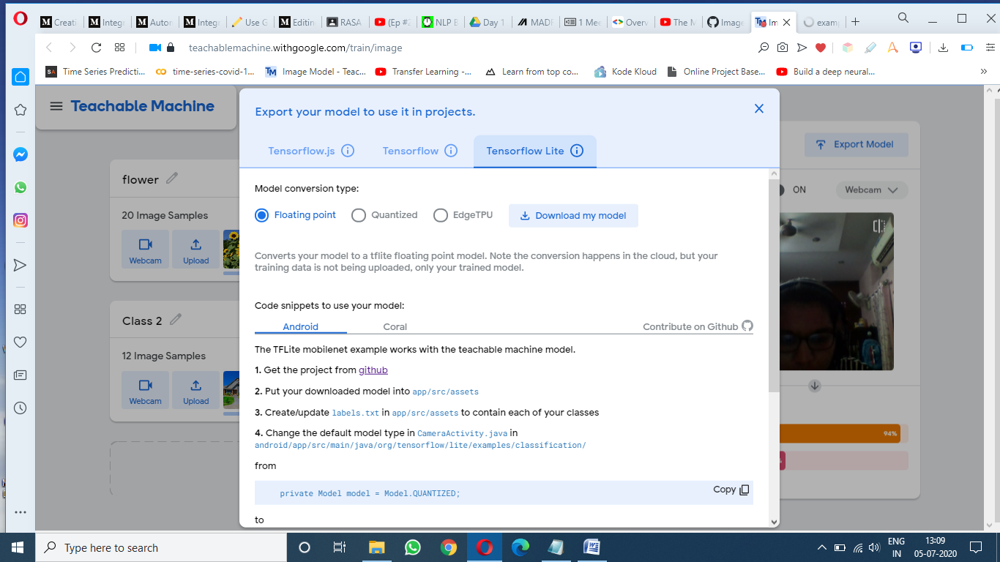 Creati
Integr
Autor
Integr
Use G
Editin
RASA
(Ep #
NLP B
Day 1
MADR
1 Mee
Overv
The M
Image
Im
examp
teachablemachine.withgoogle.com/train/image
Time Series Predicti...
time-series-covid-1...
Image Model - Teac...
Transfer Learning -...
Learn from top co...
Kode Kloud
Online Project Base...
Build a deep neural...
Teachable Machine
Export your model to use it in projects.
Export Model
Tensorflow.js
Tensorflow
Tensorflow Lite
flower
20 Image Samples
Webcam
Upload
Class 2
12 Image Samples
Webcam
Upload
Model conversion type:
Floating point
Quantized
EdgeTPU
Download my model
Converts your model to a tflite floating point model. Note the conversion happens in the cloud, but your
training data is not being uploaded, only your trained model.
Code snippets to use your model:
Android
Coral
Contribute on Github
The TFLite mobilenet example works with the teachable machine model.
1. Get the project from github
2. Put your downloaded model into app/src/assets
3. Create/update labels.txt in app/src/assets to contain each of your classes
4. Change the default model type in CameraActivity.java in
android/app/src/main/java/org/tensorflow/lite/examples/classification/
from
private Model model = Model.QUANTIZED;
Copy
to
ON
Webcam
94%
Type here to search
ENG
IN
13:09
05-07-2020